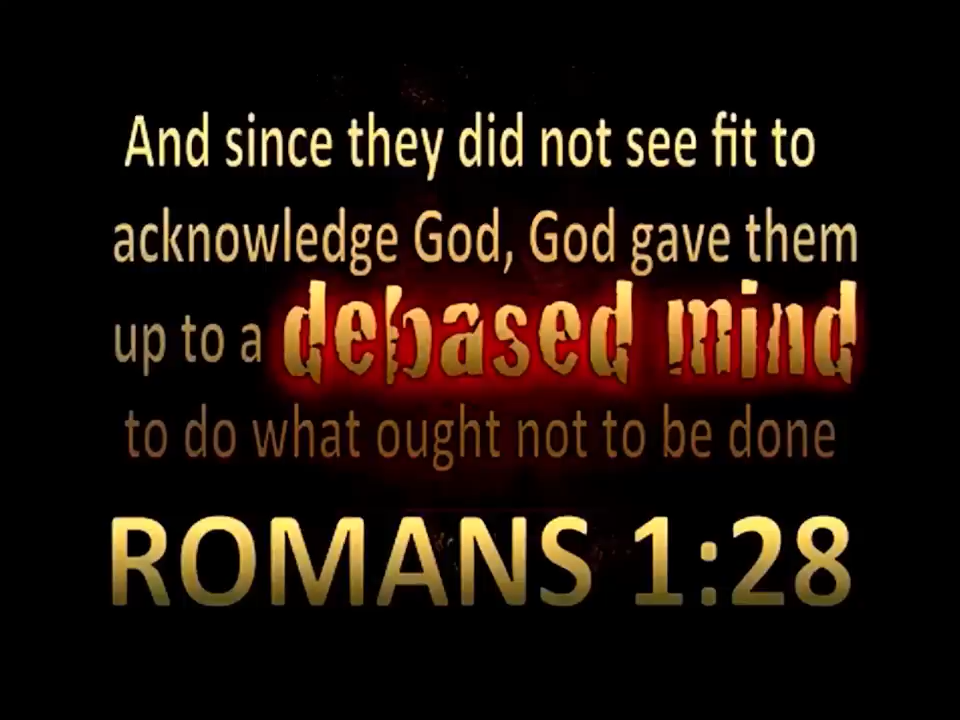 And since they did not see fit to
acknowledge God, God gave them
up to a debased mind
to do what ought not to be done
ROMANS 1:28